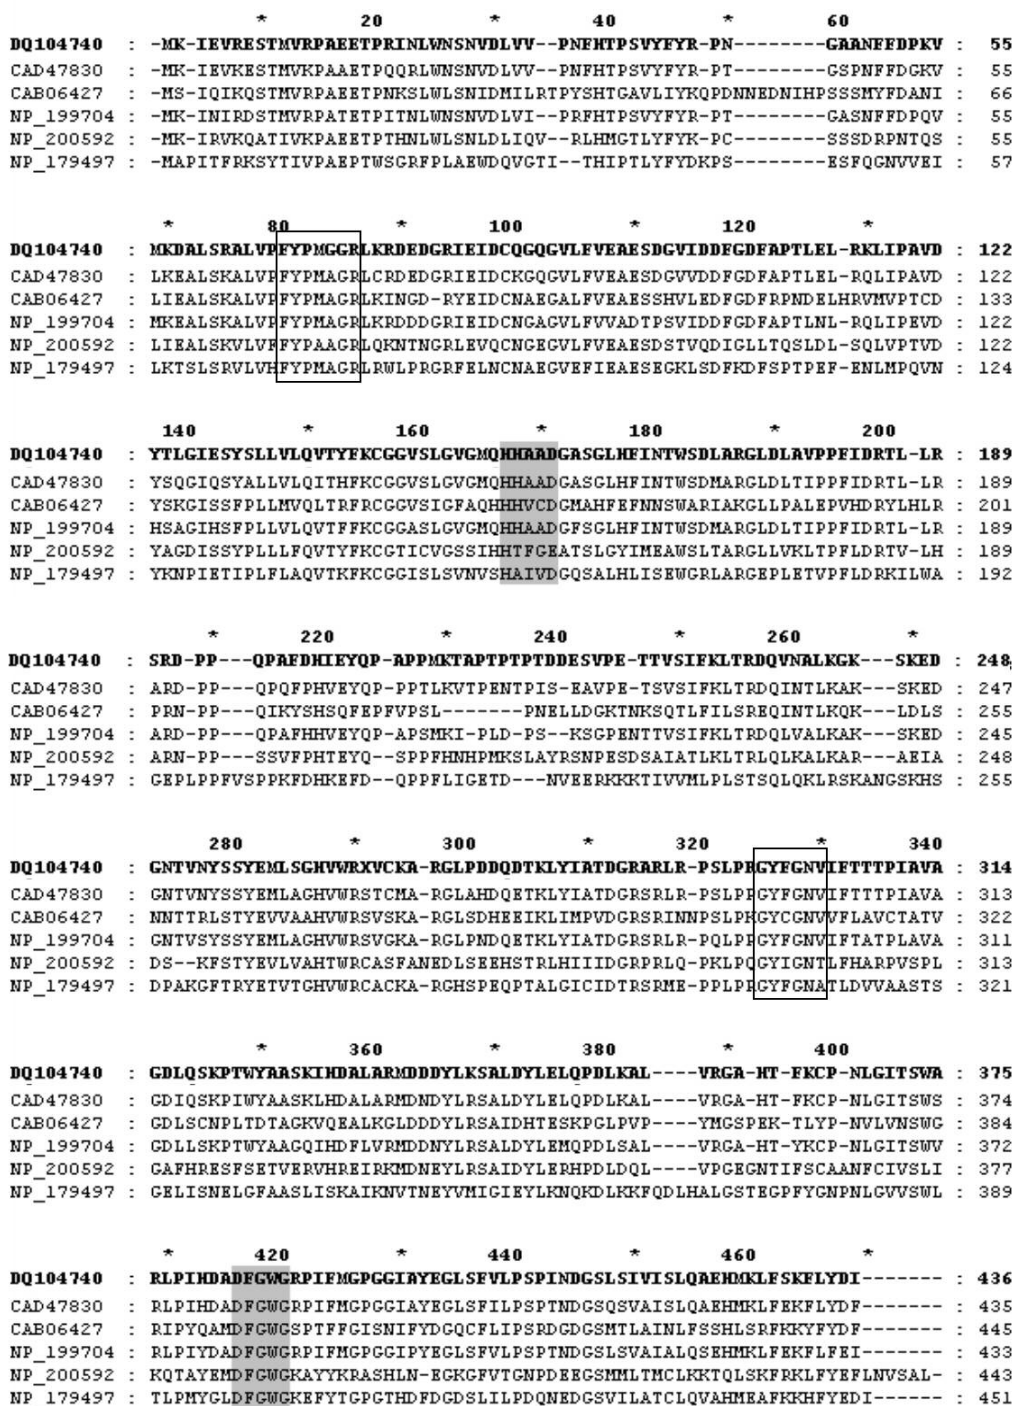 * 20 * 40 * 60
DQ104740 : -MK-IEVRESTMVRPAEETPRINLWNSNVDLVV--PNFHTPSVYFYR-PN--------GAANFFDPKV : 55
CAD47830 : -MK-IEVKESTMVKPAAETPQQRLWNSNVDLVV--PNFHTPSVYFYR-PT--------GSPNFFDGKV : 55
CAB06427 : -MS-IQIKQSTMVRPAEETPNKSLWLSNIDMILRTPYSHTGAVLIYKQPDNNEDNIHPSSSMYFDANI : 66
NP_199704 : -MK-INIRDSTMVRPATETPITNLWNSNVDLVI--PRFHTPSVYFYR-PT--------GASNFFDPQV : 55
NP_200592 : -MK-IRVKQATIVKPAEETPTHNLWLSNLDLIQV--RLHMGTLYFYK-PC--------SSSDRPNTQS : 55
NP_179497 : -MAPITFRKSYTIVPAEPTWSGRFPLAEWDQVGTI--THIPTLYFYDKPS--------ESFQGNVVEI : 57
* 80 * 100 * 120 *
DQ104740 : MKDALSRALVPFYPMGGRLKRDEDGRIEIDCQGQGVLFVEAESDGVIDDFGDFAPTLEL-RKLIPAVD : 122
CAD47830 : LKEALSKALVPFYPMAGRLCRDEDGRIEIDCKGQGVLFVEAESDGVVDDFGDFAPTLEL-RQLIPAVD : 122
CAB06427 : LIEALSKALVPFYPMAGRLKINGD-RYEIDCNAEGALFVEAESSHVLEDFGDFRPNDELHRVMVPTCD : 133
NP_199704 : MKEALSKALVPFYPMAGRLKRDDDGRIEIDCNGAGVLFVVADTPSVIDDFGDFAPTLNL-RQLIPEVD : 122
NP_200592 : LIEALSKVLVFFYPAAGRLQKNTNGRLEVQCNGEGVLFVEAESDSTVQDIGLLTQSLDL-SQLVPTVD : 122
NP_179497 : LKTSLSRVLVHFYPMAGRLRWLPRGRFELNCNAEGVEFIEAESEGKLSDFKDFSPTPEF-ENLMPQVN : 124
140 * 160 * 180 * 200
DQ104740 : YTLGIESYSLLVLQVTYFKCGGVSLGVGMQHHAADGASGLHFINTWSDLARGLDLAVPPFIDRTL-LR : 189
CAD47830 : YSQGIQSYALLVLQITHFKCGGVSLGVGMQHHAADGASGLHFINTWSDMARGLDLTIPPFIDRTL-LR : 189
CAB06427 : YSKGISSFPLLMVQLTRFRCGGVSIGFAQHHHVCDGMAHFEFNNSWARIAKGLLPALEPVHDRYLHLR : 201
NP_199704 : HSAGIHSFPLLVLQVTFFKCGGASLGVGMQHHAADGFSGLHFINTWSDMARGLDLTIPPFIDRTL-LR : 189
NP_200592 : YAGDISSYPLLLFQVTYFKCGTICVGSSIHHTFGEATSLGYIMEAWSLTARGLLVKLTPFLDRTV-LH : 189
NP_179497 : YKNPIETIPLFLAQVTKFKCGGISLSVNVSHAIVDGQSALHLISEWGRLARGEPLETVPFLDRKILWA : 192
* 220 * 240 * 260 *
DQ104740 : SRD-PP---QPAFDHIEYQP-APPMKTAPTPTPTDDESVPE-TTVSIFKLTRDQVNALKGK---SKED : 248
CAD47830 : ARD-PP---QPQFPHVEYQP-PPTLKVTPENTPIS-EAVPE-TSVSIFKLTRDQINTLKAK---SKED : 247
CAB06427 : PRN-PP---QIKYSHSQFEPFVPSL-------PNELLDGKTNKSQTLFILSREQINTLKQK---LDLS : 255
NP_199704 : ARD-PP---QPAFHHVEYQP-APSMKI-PLD-PS--KSGPENTTVSIFKLTRDQLVALKAK---SKED : 245
NP_200592 : ARN-PP---SSVFPHTEYQ--SPPFHNHPMKSLAYRSNPESDSAIATLKLTRLQLKALKAR---AEIA : 248
NP_179497 : GEPLPPFVSPPKFDHKEFD--QPPFLIGETD---NVEERKKKTIVVMLPLSTSQLQKLRSKANGSKHS : 255
280 * 300 * 320 * 340
DQ104740 : GNTVNYSSYEMLSGHVWRXVCKA-RGLPDDQDTKLYIATDGRARLR-PSLPRGYFGNVIFTTTPIAVA : 314
CAD47830 : GNTVNYSSYEMLAGHVWRSTCMA-RGLAHDQETKLYIATDGRSRLR-PSLPPGYFGNVIFTTTPIAVA : 313
CAB06427 : NNTTRLSTYEVVAAHVWRSVSKA-RGLSDHEEIKLIMPVDGRSRINNPSLPKGYCGNVVFLAVCTATV : 322
NP_199704 : GNTVSYSSYEMLAGHVWRSVGKA-RGLPNDQETKLYIATDGRSRLR-PQLPPGYFGNVIFTATPLAVA : 311
NP_200592 : DS--KFSTYEVLVAHTWRCASFANEDLSEEHSTRLHIIIDGRPRLQ-PKLPQGYIGNTLFHARPVSPL : 313
NP_179497 : DPAKGFTRYETVTGHVWRCACKA-RGHSPEQPTALGICIDTRSRME-PPLPRGYFGNATLDVVAASTS : 321
* 360 * 380 * 400
DQ104740 : GDLQSKPTWYAASKIHDALARMDDDYLKSALDYLELQPDLKAL----VRGA-HT-FKCP-NLGITSWA : 375
CAD47830 : GDIQSKPIWYAASKLHDALARMDNDYLRSALDYLELQPDLKAL----VRGA-HT-FKCP-NLGITSWS : 374
CAB06427 : GDLSCNPLTDTAGKVQEALKGLDDDYLRSAIDHTESKPGLPVP----YMGSPEK-TLYP-NVLVNSWG : 384
NP_199704 : GDLLSKPTWYAAGQIHDFLVRMDDNYLRSALDYLEMQPDLSAL----VRGA-HT-YKCP-NLGITSWV : 372
NP_200592 : GAFHRESFSETVERVHREIRKMDNEYLRSAIDYLERHPDLDQL----VPGEGNTIFSCAANFCIVSLI : 377
NP_179497 : GELISNELGFAASLISKAIKNVTNEYVMIGIEYLKNQKDLKKFQDLHALGSTEGPFYGNPNLGVVSWL : 389
* 420 * 440 * 460 *
DQ104740 : RLPIHDADFGWGRPIFMGPGGIAYEGLSFVLPSPINDGSLSIVISLQAEHMKLFSKFLYDI------- : 436
CAD47830 : RLPIHDADFGWGRPIFMGPGGIAYEGLSFILPSPTNDGSQSVAISLQAEHMKLFEKFLYDF------- : 435
CAB06427 : RIPYQAMDFGWGSPTFFGISNIFYDGQCFLIPSRDGDGSMTLAINLFSSHLSRFKKYFYDF------- : 445
NP_199704 : RLPIYDADFGWGRPIFMGPGGIPYEGLSFVLPSPTNDGSLSVAIALQSEHMKLFEKFLFEI------- : 433
NP_200592 : KQTAYEMDFGWGKAYYKRASHLN-EGKGFVTGNPDEEGSMMLTMCLKKTQLSKFRKLFYEFLNVSAL- : 443
NP_179497 : TLPMYGLDFGWGKEFYTGPGTHDFDGDSLILPDQNEDGSVILATCLQVAHMEAFKKHFYEDI------ : 451